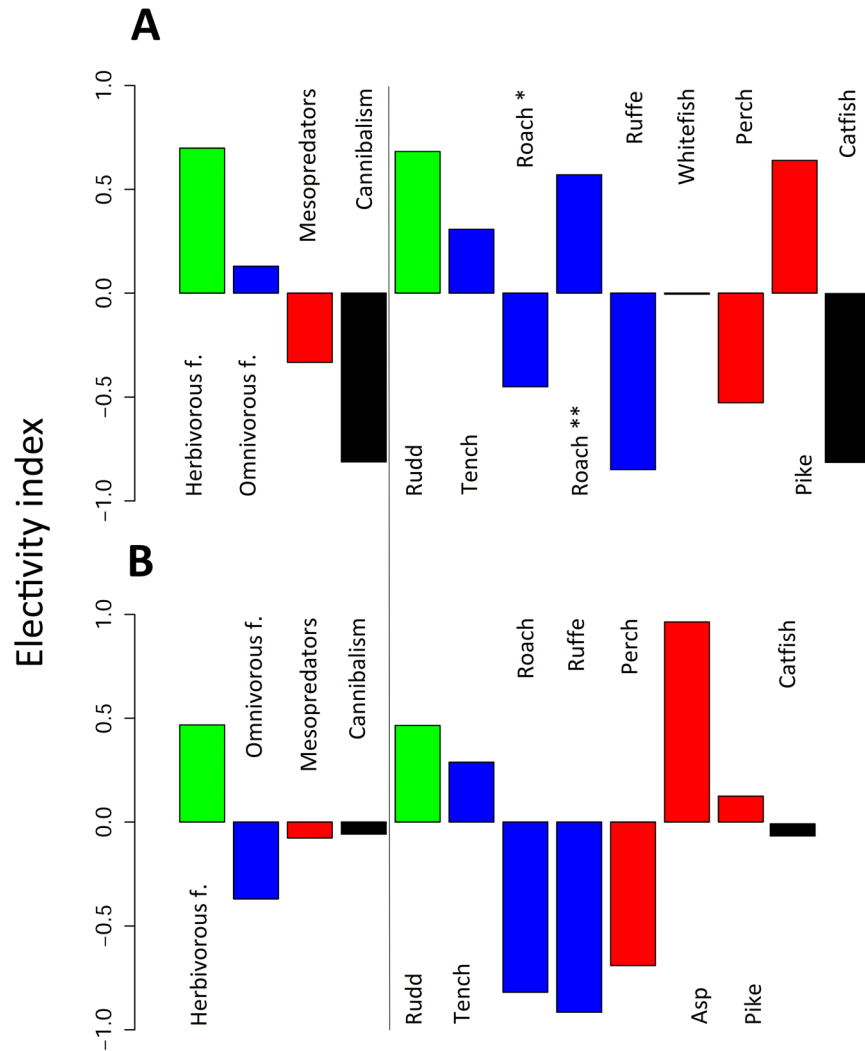 Electivity index
A
1.0
0.5
0.0
−0.5
−1.0
Herbivorous f.
Omnivorous f.
Mesopredators
Cannibalism
Rudd
Tench
Roach *
Roach **
Ruffe
Whitefish
Perch
Pike
Catfish
B
1.0
0.5
0.0
−0.5
−1.0
Herbivorous f.
Omnivorous f.
Mesopredators
Cannibalism
Rudd
Tench
Roach
Ruffe
Perch
Asp
Pike
Catfish